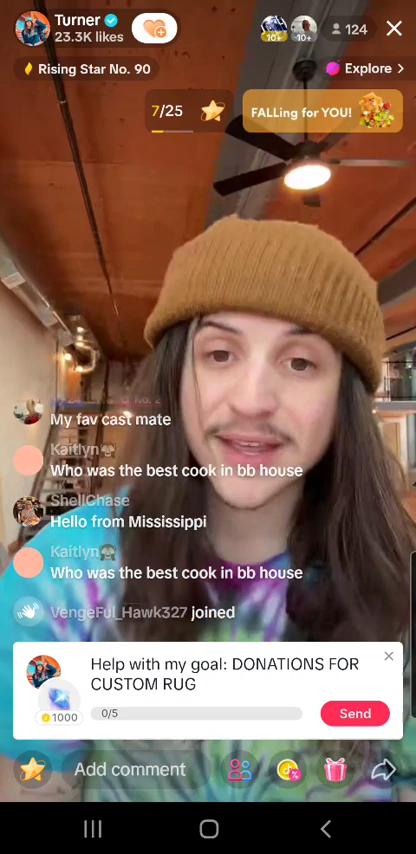 Turner
23.3K likes
10+
10+
124
Rising Star No. 90
Explore >
7/25
FALLing for YOU!
My fav cast mate
Kaitlyn
Who was the best cook in bb house
ShellChase
Hello from Mississippi
Kaitlyn
Who was the best cook in bb house
VengeFul_Hawk327 joined
Help with my goal: DONATIONS FOR
CUSTOM RUG
1000
0/5
Send
Add comment